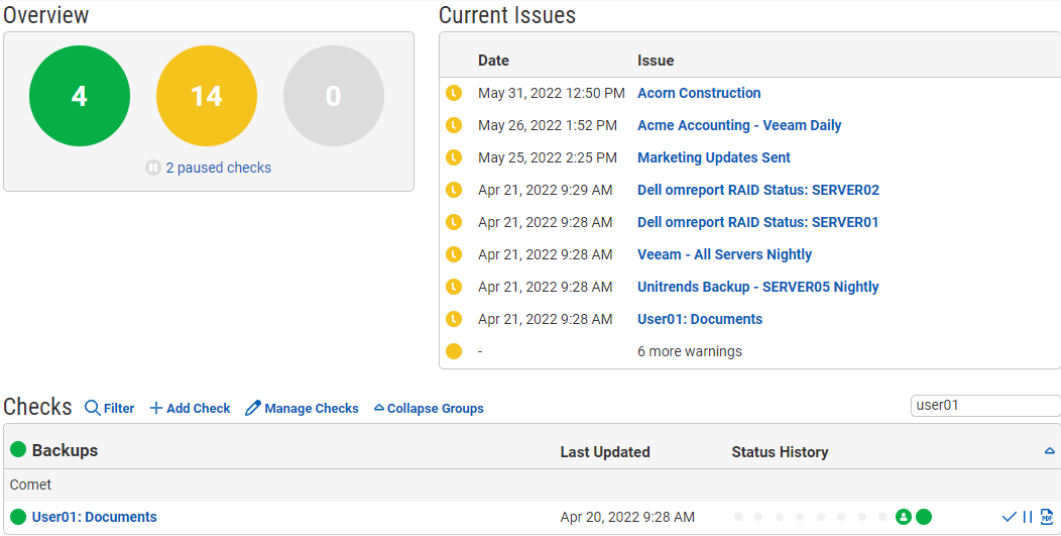 Overview
4
14
0
2 paused checks
Current Issues
Date Issue
May 31, 2022 12:50 PM Acorn Construction
May 26, 2022 1:52 PM Acme Accounting - Veeam Daily
May 25, 2022 2:25 PM Marketing Updates Sent
Apr 21, 2022 9:29 AM Dell omreport RAID Status: SERVER02
Apr 21, 2022 9:28 AM Dell omreport RAID Status: SERVER01
Apr 21, 2022 9:28 AM Veeam - All Servers Nightly
Apr 21, 2022 9:28 AM Unitrends Backup - SERVER05 Nightly
Apr 21, 2022 9:28 AM User01: Documents
- 6 more warnings
Checks Filter + Add Check Manage Checks Collapse Groups user01
Backups Last Updated Status History
Comet
User01: Documents Apr 20, 2022 9:28 AM PDF